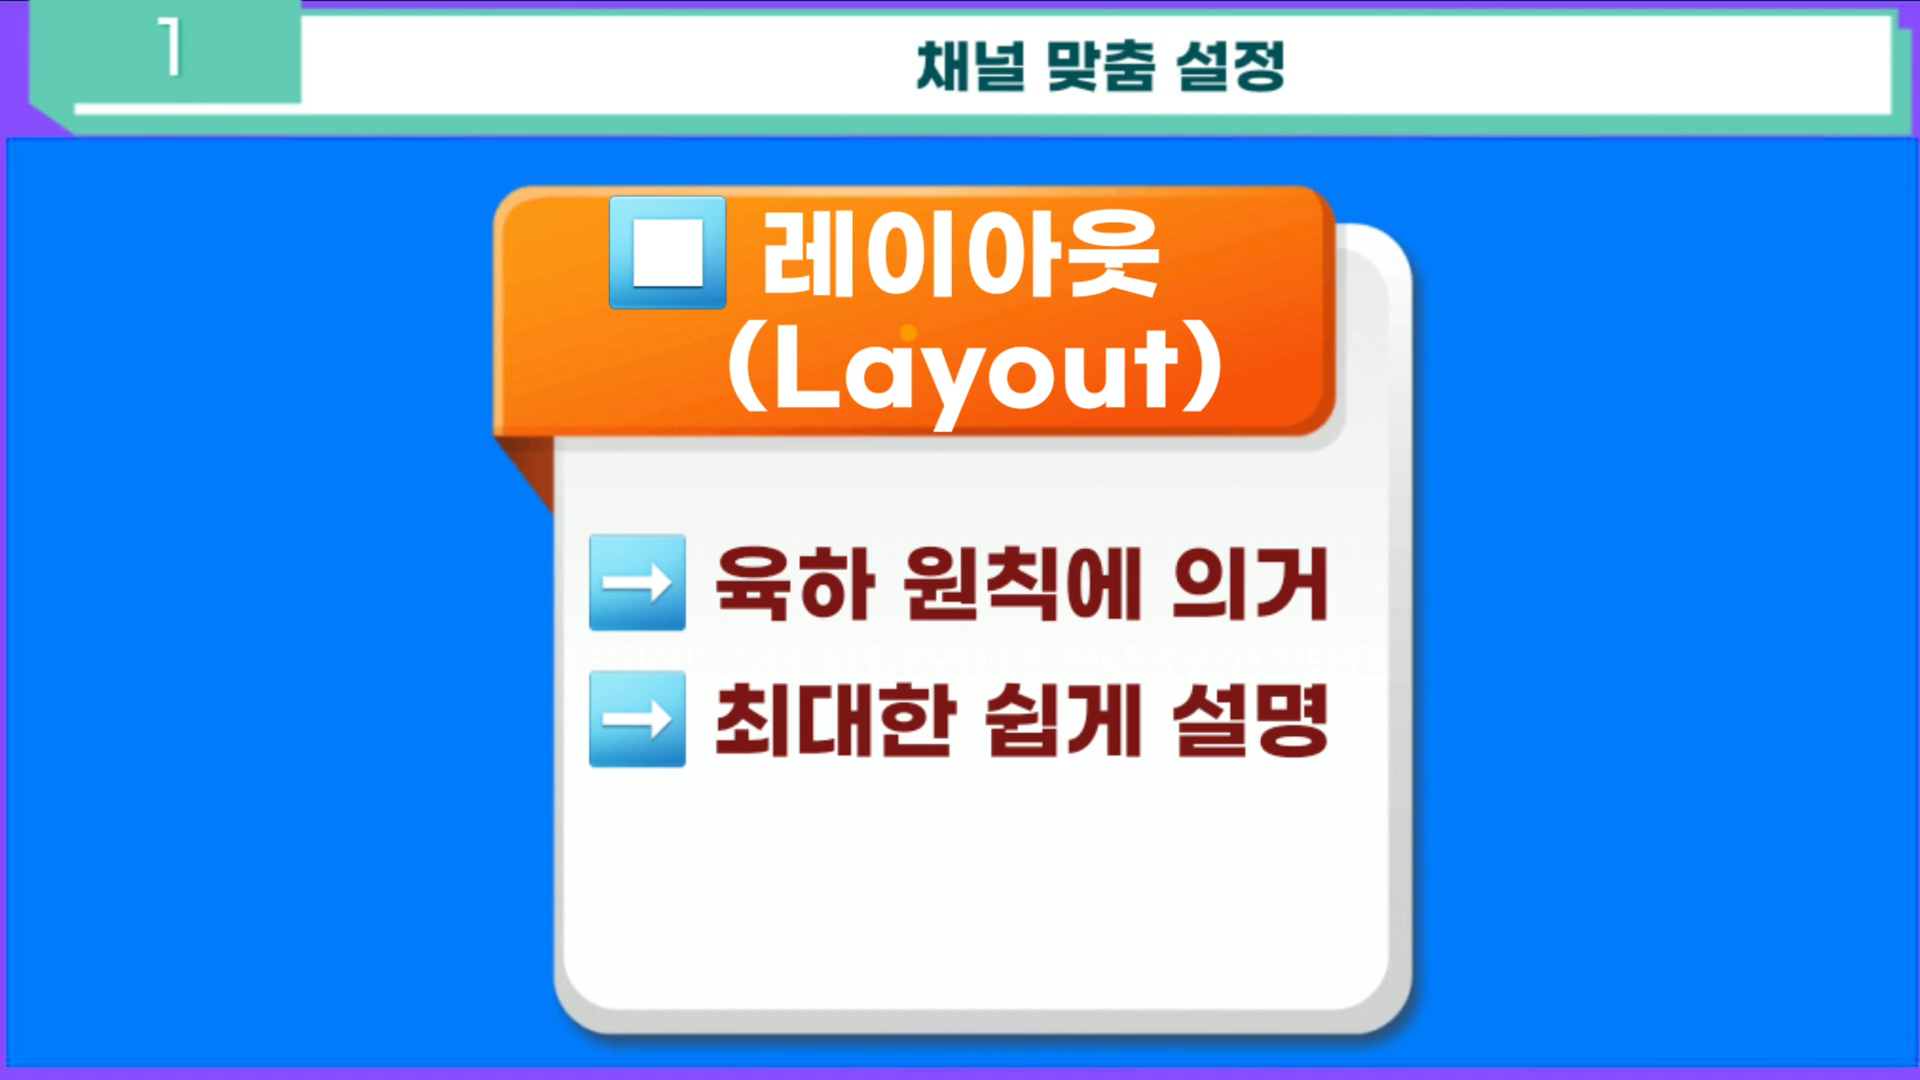 1
채널 맞춤 설정
레이아웃
(Layout)
육하 원칙에 의거
최대한 쉽게 설명